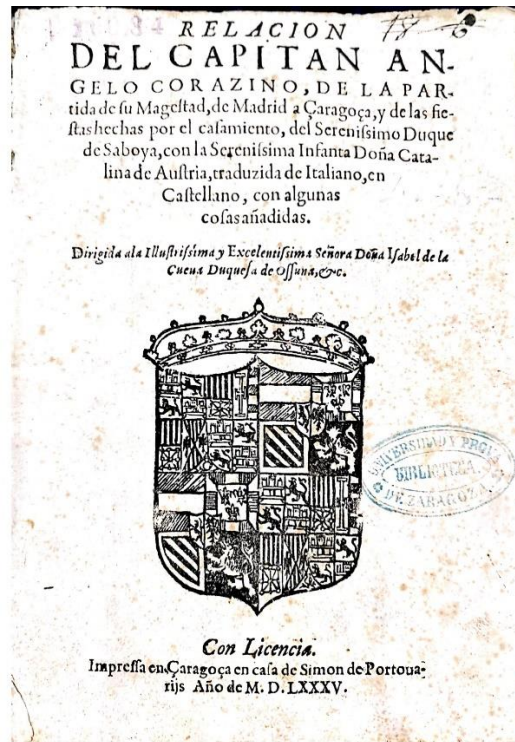 RELACION
DEL CAPITAN AN-
GELO CORAZINO, DE LA PAR-
tida de ſu Mageſtad, de Madrid a Çaragoça, y de las fie-
ſtas hechas por el caſamiento, del Sereniſsimo Duque
de Saboya, con la Sereniſsima Infanta Doña Cata-
lina de Auſtria, traduzida de Italiano, en
Caſtellano, con algunas
coſas añadidas.
Dirigida ala Illuſtriſsima y Excelentiſsima Señora Doña Yſabel de la
Cueua Duqueſa de Oſſuna, &c.
UNIVERSIDAD Y PROV
BIBLIOTECA.
DE ZARAGOZA.
Con Licencia.
Impreſſa en Çaragoça en caſa de Simon de Portoua-
rijs Año de M. D. LXXXV.